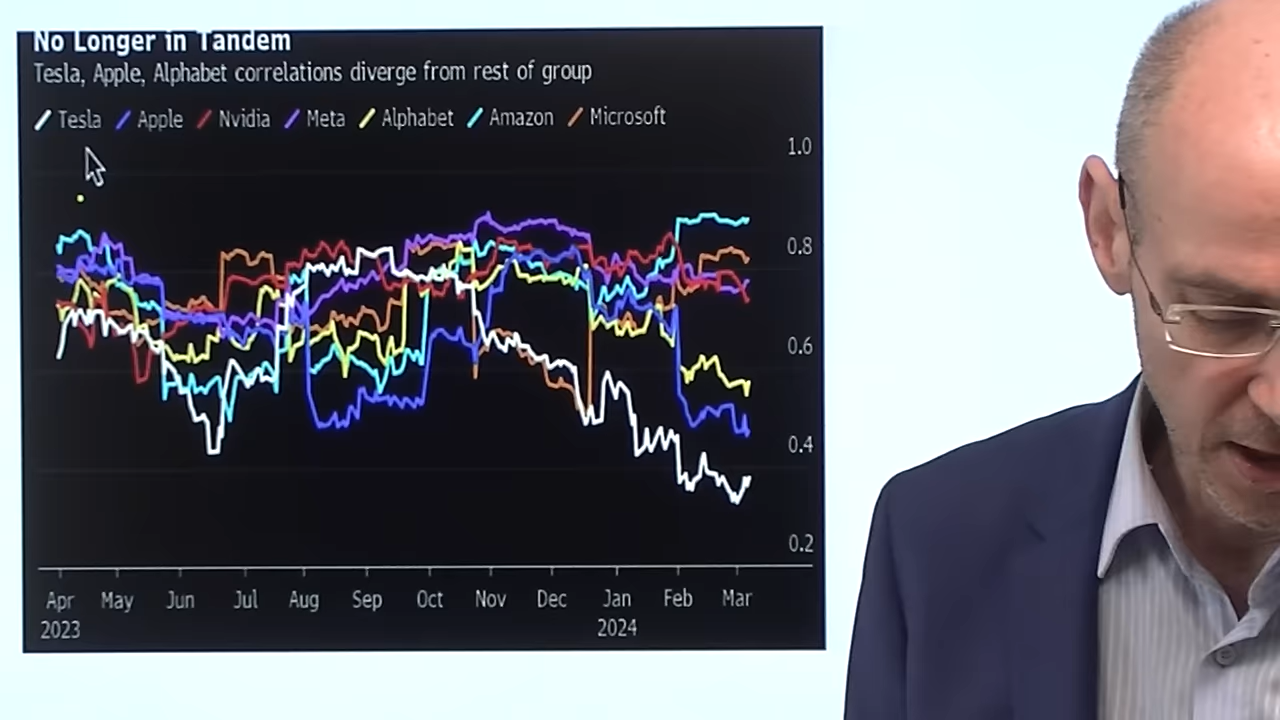 No Longer in Tandem
Tesla, Apple, Alphabet correlations diverge from rest of group
Tesla Apple Nvidia Meta Alphabet Amazon Microsoft
1.0
0.8
0.6
0.4
0.2
Apr May Jun Jul Aug Sep Oct Nov Dec Jan Feb Mar
2023 2024